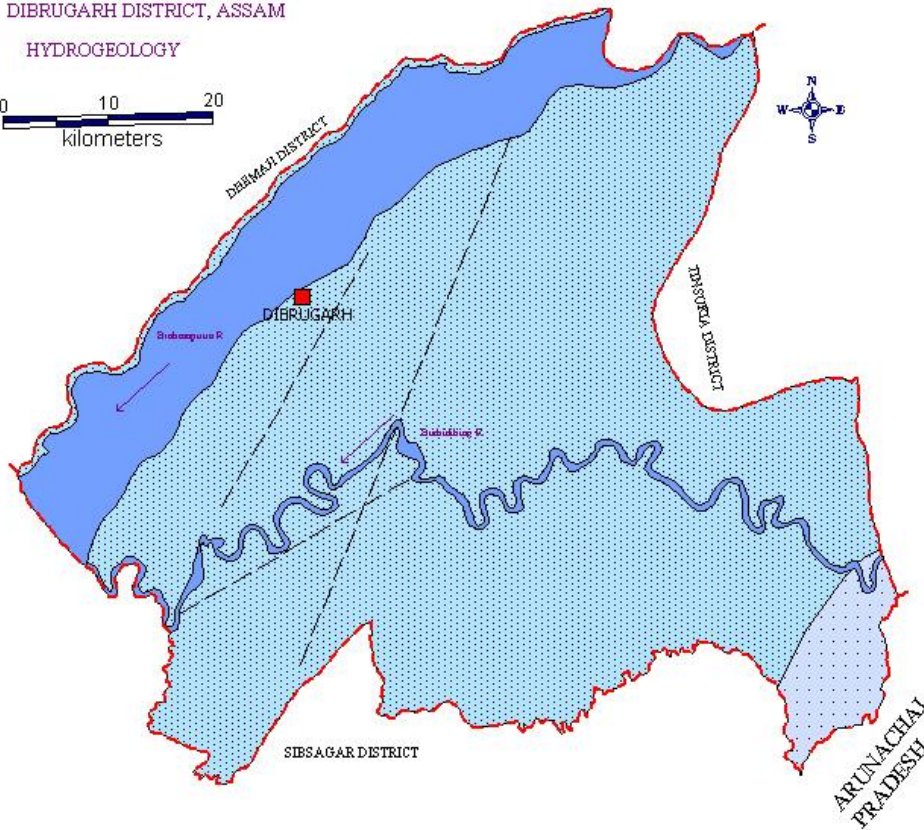 DIBRUGARH DISTRICT, ASSAM
HYDROGEOLOGY
0 10 20
kilometers
N
W E
S
DHEMAJI DISTRICT
TINSUKIA DISTRICT
DIBRUGARH
R
R
SIBSAGAR DISTRICT
ARUNACHAL
PRADESH